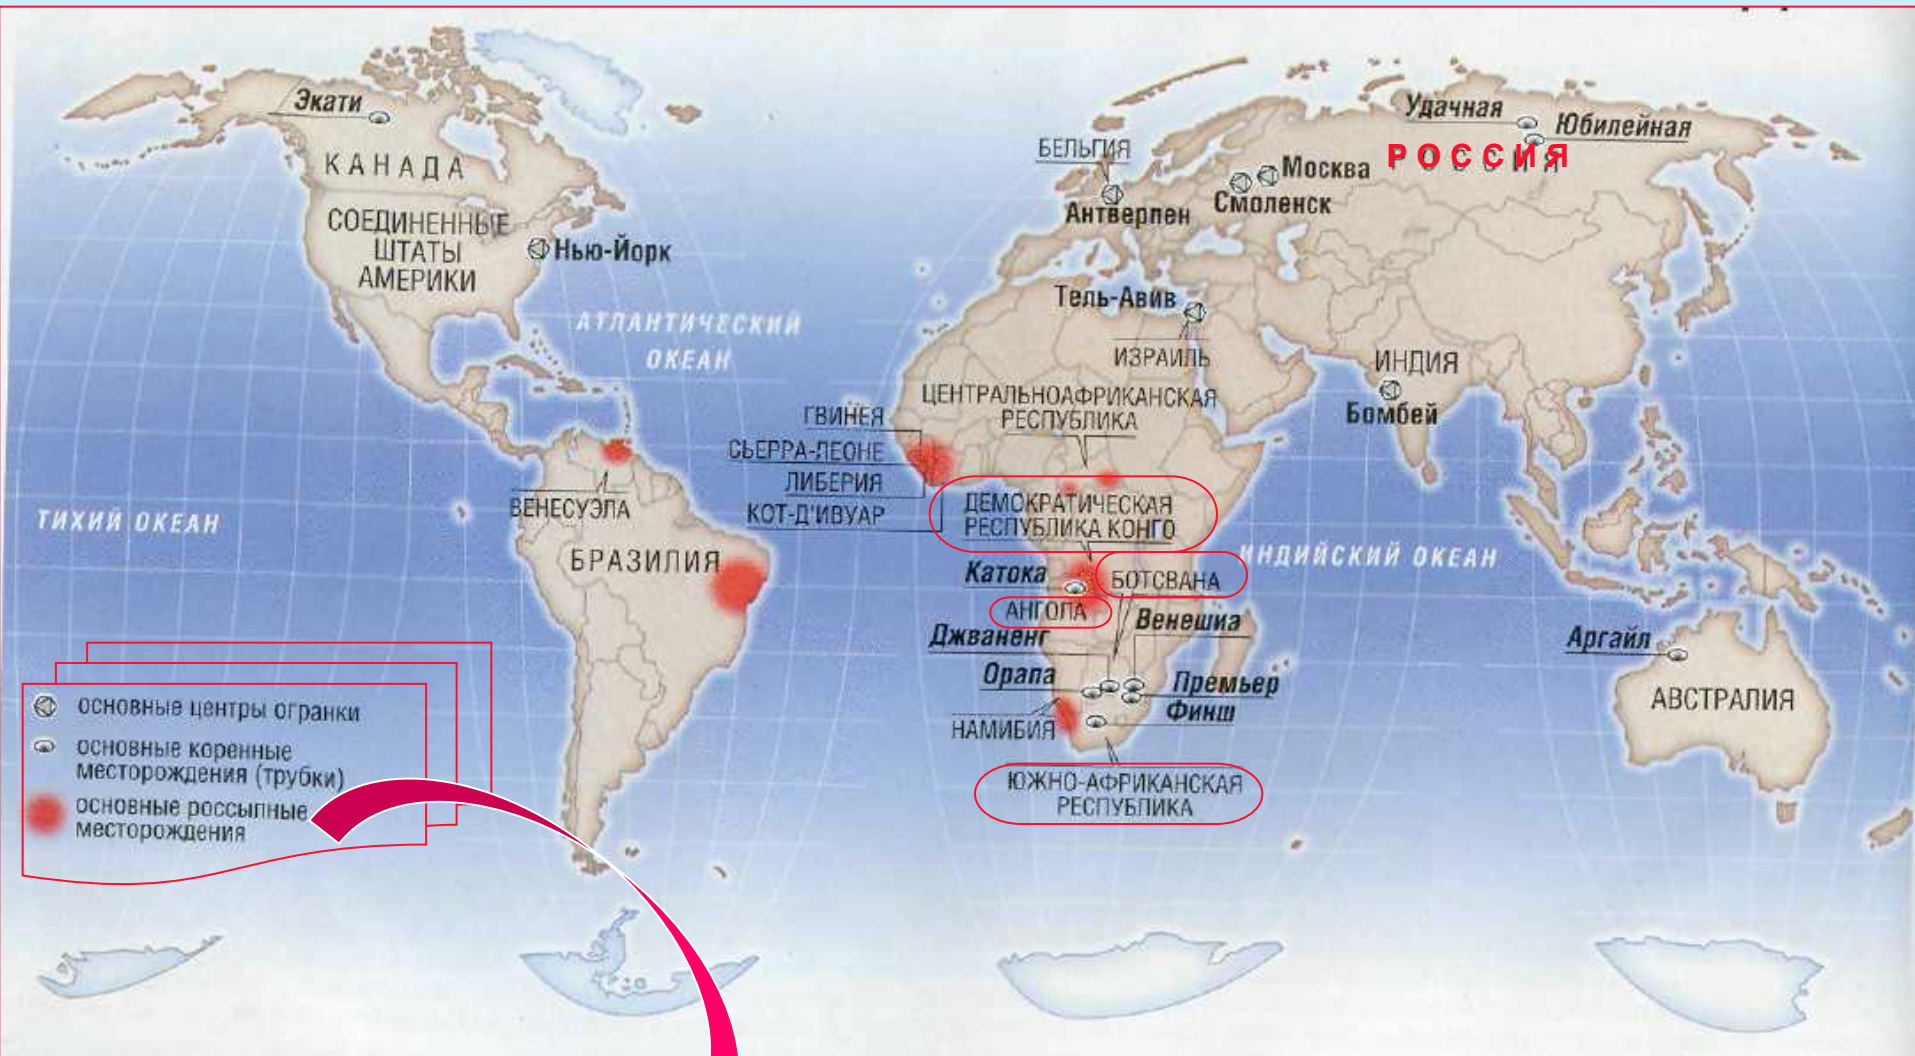 Экати
КАНАДА
СОЕДИНЕННЫЕ
ШТАТЫ
АМЕРИКИ
Нью-Йорк
АТЛАНТИЧЕСКИЙ
ОКЕАН
ТИХИЙ ОКЕАН
ВЕНЕСУЭЛА
БРАЗИЛИЯ
БЕЛЬГИЯ
Антверпен
Москва
Смоленск
Удачная
Юбилейная
РОССИЯ
Тель-Авив
ИЗРАИЛЬ
ИНДИЯ
Бомбей
ЦЕНТРАЛЬНОАФРИКАНСКАЯ
РЕСПУБЛИКА
ГВИНЕЯ
СЬЕРРА-ЛЕОНЕ
ЛИБЕРИЯ
КОТ-Д'ИВУАР
ДЕМОКРАТИЧЕСКАЯ
РЕСПУБЛИКА КОНГО
ИНДИЙСКИЙ ОКЕАН
Катока
БОТСВАНА
АНГОЛА
Венешиа
Джваненг
Орапа
Премьер
Финш
НАМИБИЯ
ЮЖНО-АФРИКАНСКАЯ
РЕСПУБЛИКА
Аргайл
АВСТРАЛИЯ
основные центры огранки
основные коренные
месторождения (трубки)
основные россыпные
месторождения